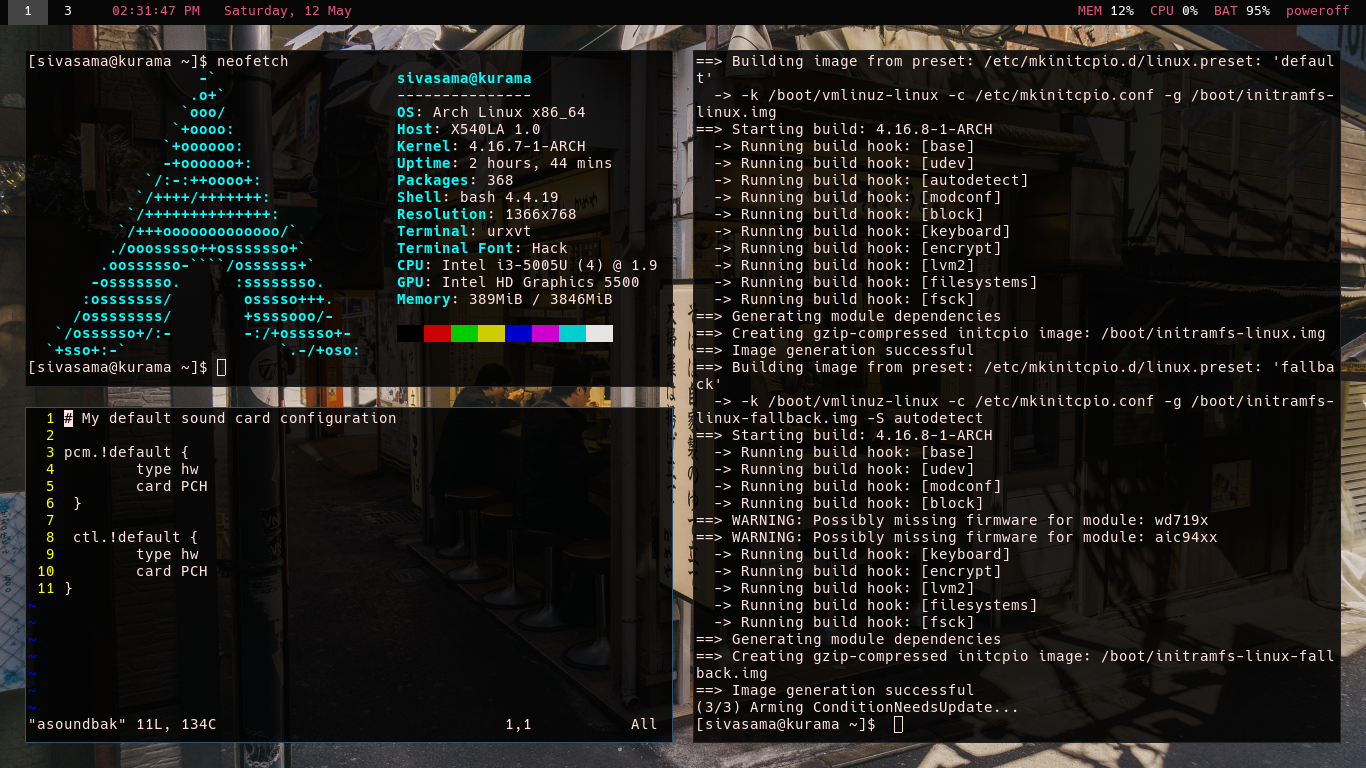 1 3 02:31:47 PM Saturday, 12 May MEM 12% CPU 0% BAT 95% poweroff
[sivasama@kurama ~]$ neofetch
-`
.o+`
`ooo/
`+oooo:
`+oooooo:
-+oooooo+:
`/:-:++oooo+:
`/++++/+++++++:
`/++++++++++++++:
`/+++ooooooooooooo/`
./ooosssso++osssssso+`
.oossssso-````/ossssss+`
-osssssso. :ssssssso.
:osssssss/ osssso+++.
/ossssssss/ +ssssooo/-
`/ossssso+/:- -:/+osssso+-
`+sso+:-` `.-/+oso:
sivasama@kurama
---------------
OS: Arch Linux x86_64
Host: X540LA 1.0
Kernel: 4.16.7-1-ARCH
Uptime: 2 hours, 44 mins
Packages: 368
Shell: bash 4.4.19
Resolution: 1366x768
Terminal: urxvt
Terminal Font: Hack
CPU: Intel i3-5005U (4) @ 1.9
GPU: Intel HD Graphics 5500
Memory: 389MiB / 3846MiB
[sivasama@kurama ~]$
1 # My default sound card configuration
2
3 pcm.!default {
4 type hw
5 card PCH
6 }
7
8 ctl.!default {
9 type hw
10 card PCH
11 }
~
~
~
~
~
~
~
"asoundbak" 11L, 134C 1,1 All
==> Building image from preset: /etc/mkinitcpio.d/linux.preset: 'defaul
t'
-> -k /boot/vmlinuz-linux -c /etc/mkinitcpio.conf -g /boot/initramfs-
linux.img
==> Starting build: 4.16.8-1-ARCH
-> Running build hook: [base]
-> Running build hook: [udev]
-> Running build hook: [autodetect]
-> Running build hook: [modconf]
-> Running build hook: [block]
-> Running build hook: [keyboard]
-> Running build hook: [encrypt]
-> Running build hook: [lvm2]
-> Running build hook: [filesystems]
-> Running build hook: [fsck]
==> Generating module dependencies
==> Creating gzip-compressed initcpio image: /boot/initramfs-linux.img
==> Image generation successful
==> Building image from preset: /etc/mkinitcpio.d/linux.preset: 'fallba
ck'
-> -k /boot/vmlinuz-linux -c /etc/mkinitcpio.conf -g /boot/initramfs-
linux-fallback.img -S autodetect
==> Starting build: 4.16.8-1-ARCH
-> Running build hook: [base]
-> Running build hook: [udev]
-> Running build hook: [modconf]
-> Running build hook: [block]
==> WARNING: Possibly missing firmware for module: wd719x
==> WARNING: Possibly missing firmware for module: aic94xx
-> Running build hook: [keyboard]
-> Running build hook: [encrypt]
-> Running build hook: [lvm2]
-> Running build hook: [filesystems]
-> Running build hook: [fsck]
==> Generating module dependencies
==> Creating gzip-compressed initcpio image: /boot/initramfs-linux-fall
back.img
==> Image generation successful
(3/3) Arming ConditionNeedsUpdate...
[sivasama@kurama ~]$